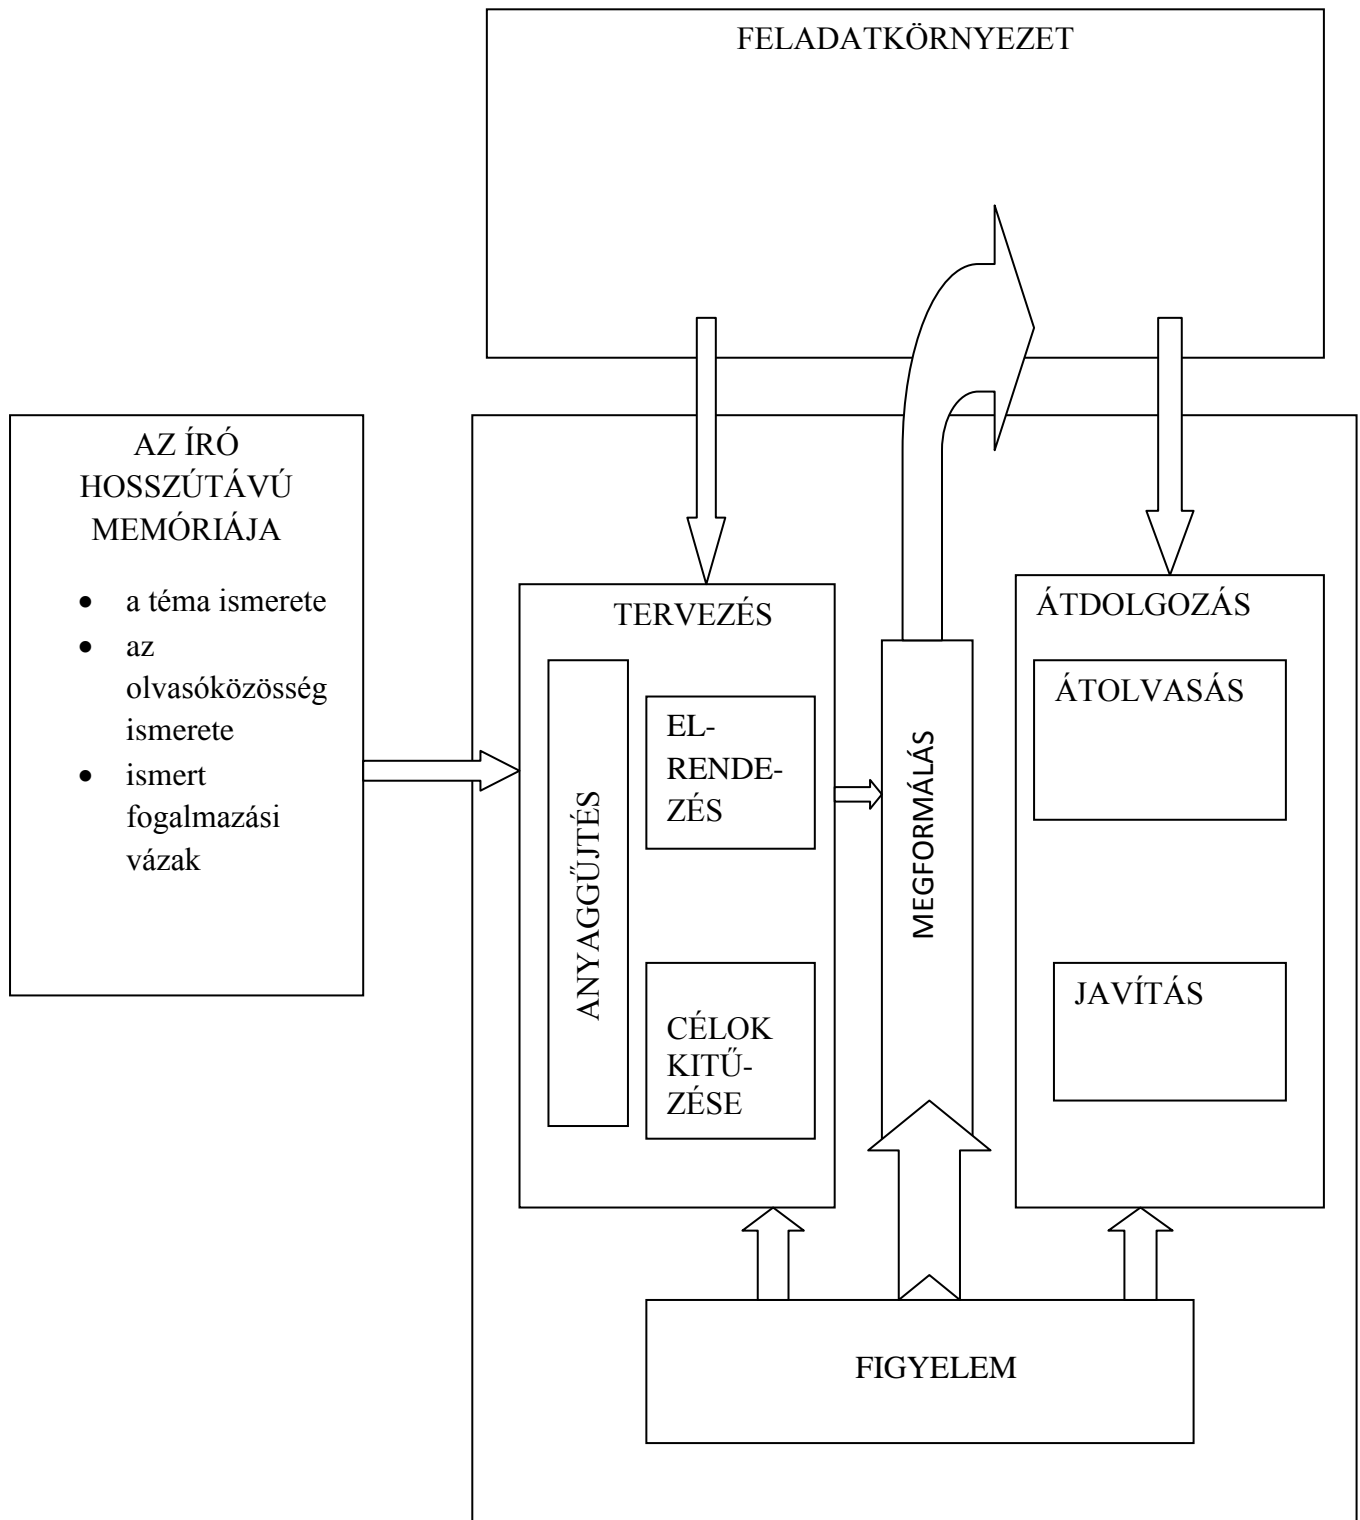 FELADATKÖRNYEZET
AZ ÍRÓ
HOSSZÚTÁVÚ
MEMÓRIÁJA
• a téma ismerete
• az
olvasóközösség
ismerete
• ismert
fogalmazási
vázak
TERVEZÉS
ANYAGGŰJTÉS
EL-
RENDE-
ZÉS
CÉLOK
KITŰ-
ZÉSE
MEGFORMÁLÁS
ÁTDOLGOZÁS
ÁTOLVASÁS
JAVÍTÁS
FIGYELEM